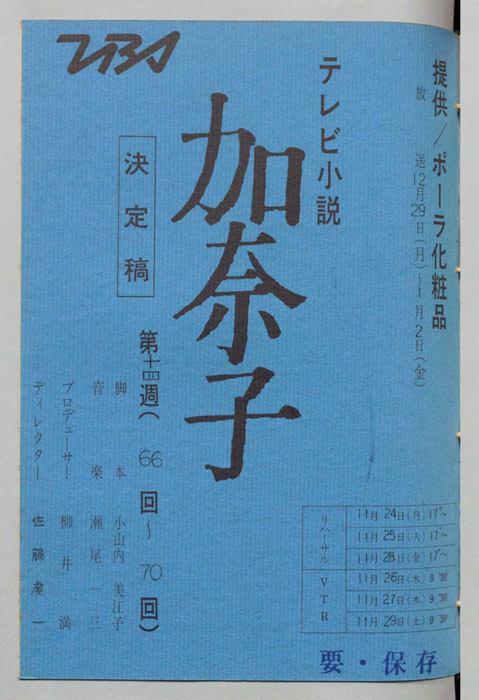 提供/ポーラ化粧品
放送12月29日(月)~1月2日(金)
テレビ小説
加奈子
TBS
決定稿
第十四週(66回~70回)
脚本 小山内美江子
音楽 瀬尾一三
プロデューサー 柳井満
ディレクター 佐藤虔一
リハーサル
11月24日(月)17°~
11月25日(火)17°~
11月28日(金)17°~
VTR
11月26日(水)9°30'
11月27日(木)9°30'
11月29日(土)9°30'
要・保存